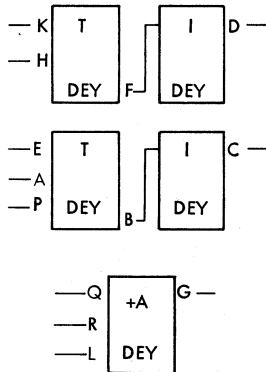 K T I D
H
DEY F DEY
E T I C
A
P DEY B DEY
Q +A G
R
L DEY